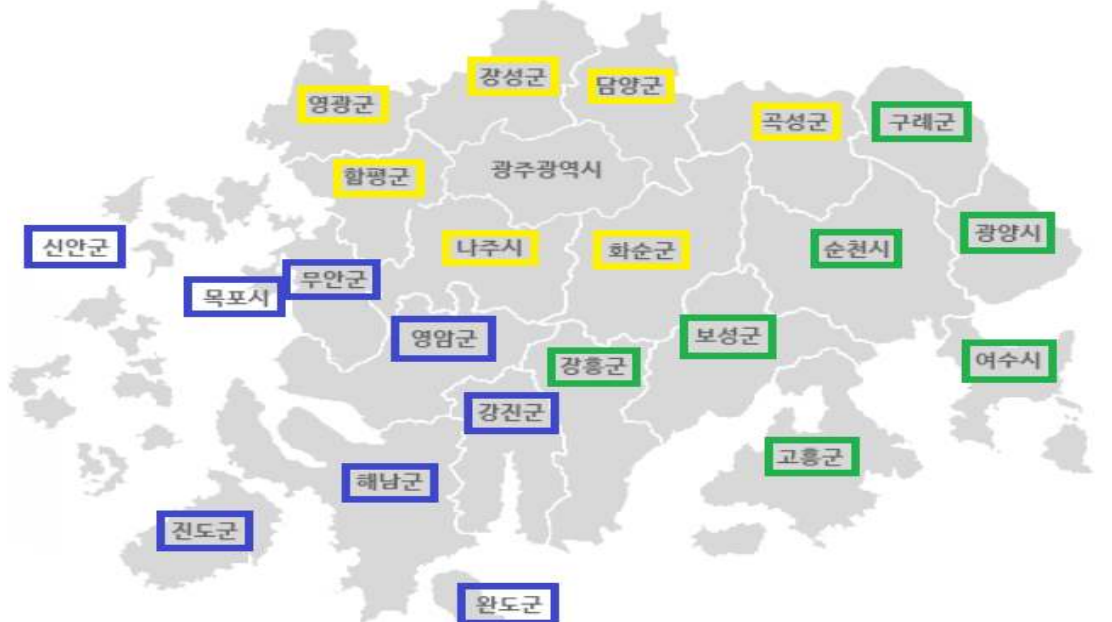 장성군
담양군
영광군
곡성군
구례군
광주광역시
함평군
신안군
나주시
화순군
순천시
광양시
무안군
목포시
영암군
보성군
장흥군
여수시
강진군
고흥군
해남군
진도군
완도군